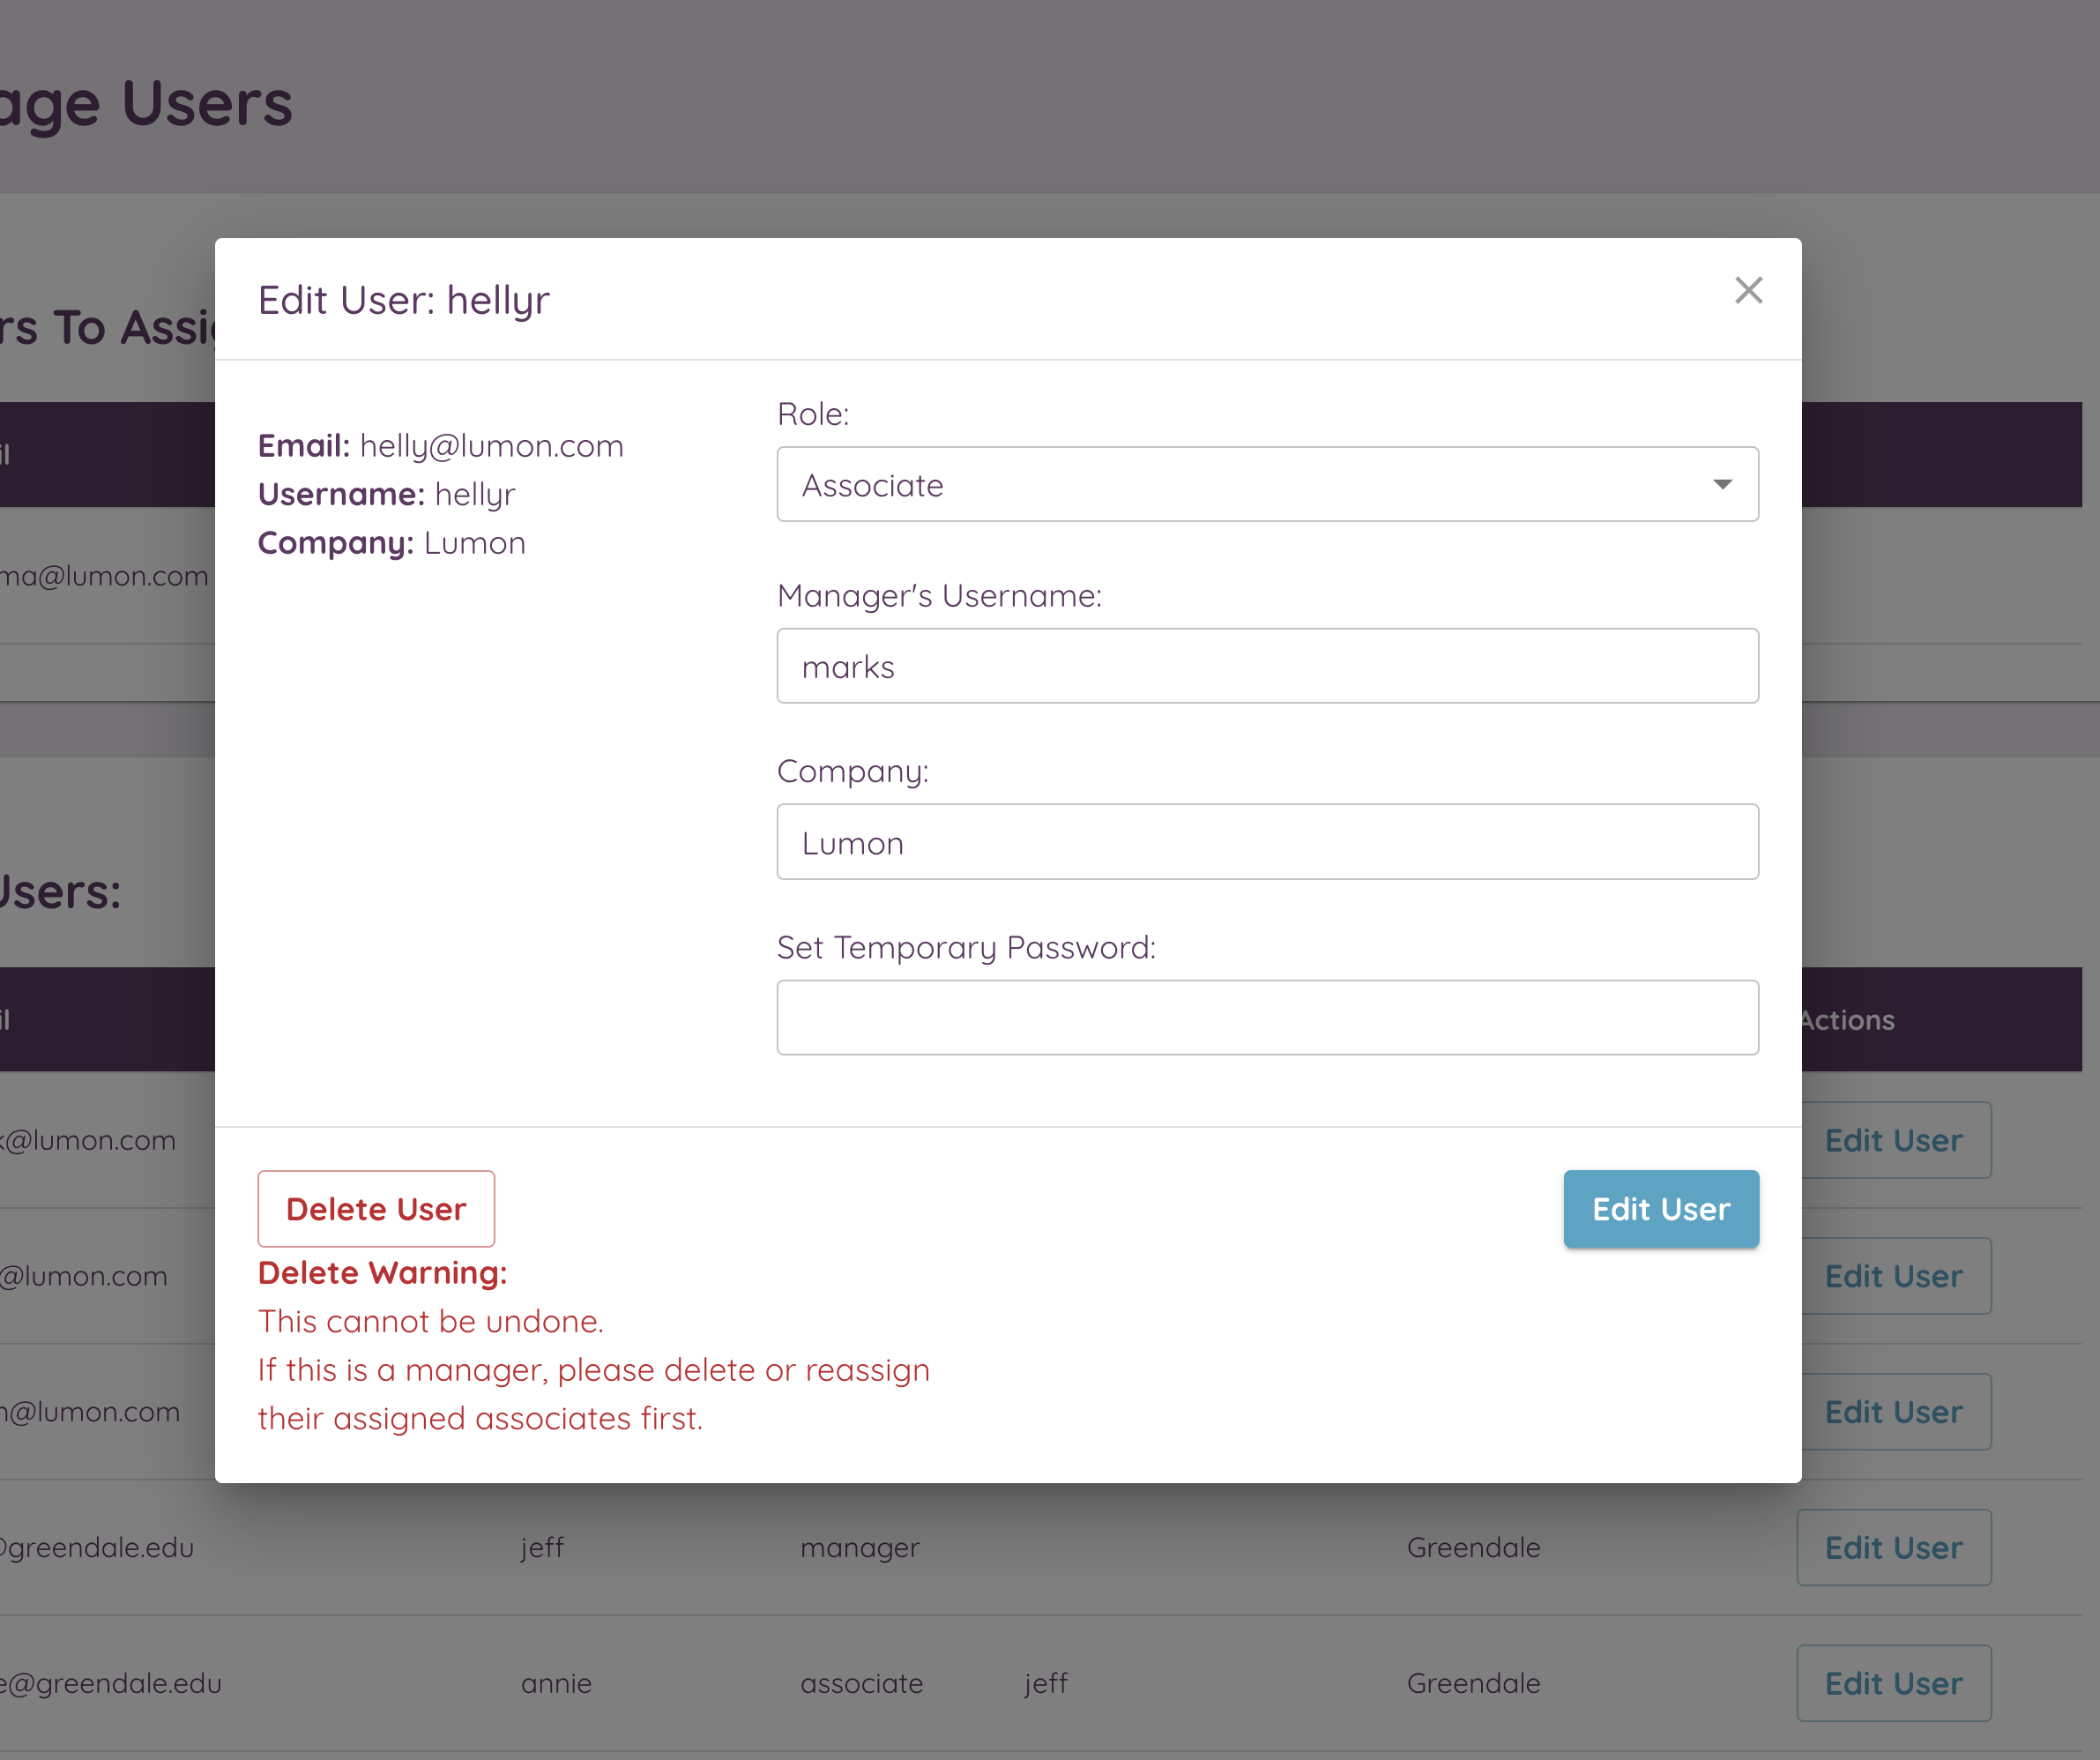 age Users
rs To Assig
il
ma@lumon.com
Edit User: hellyr
Email: helly@lumon.com
Username: hellyr
Company: Lumon
Role:
Associate
Manager's Username:
marks
Company:
Lumon
Set Temporary Password:
Delete User
Edit User
Delete Warning:
This cannot be undone.
If this is a manager, please delete or reassign
their assigned associates first.
Users:
il Actions
k@lumon.com Edit User
@lumon.com Edit User
n@lumon.com Edit User
@greendale.edu jeff manager Greendale Edit User
e@greendale.edu annie associate jeff Greendale Edit User